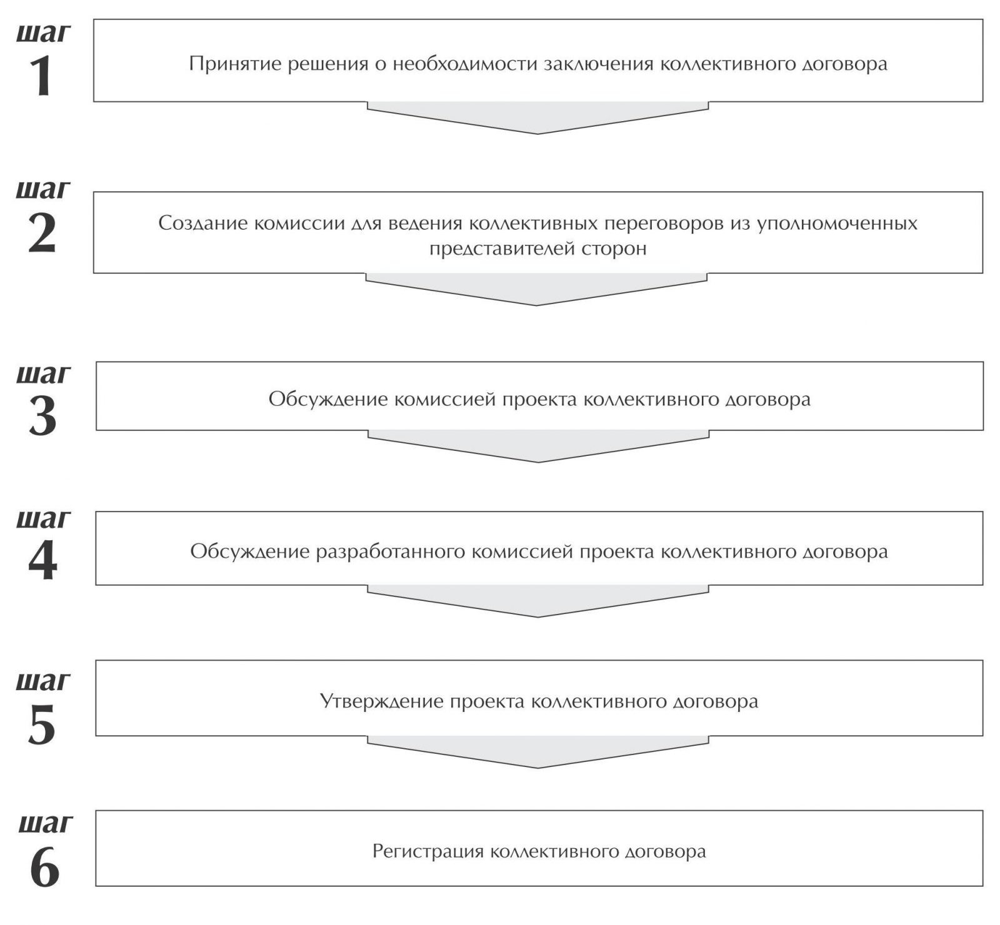 шаг
1
Принятие решения о необходимости заключения коллективного договора
шаг
2
Создание комиссии для ведения коллективных переговоров из уполномоченных
представителей сторон
шаг
3
Обсуждение комиссией проекта коллективного договора
шаг
4
Обсуждение разработанного комиссией проекта коллективного договора
шаг
5
Утверждение проекта коллективного договора
шаг
6
Регистрация коллективного договора